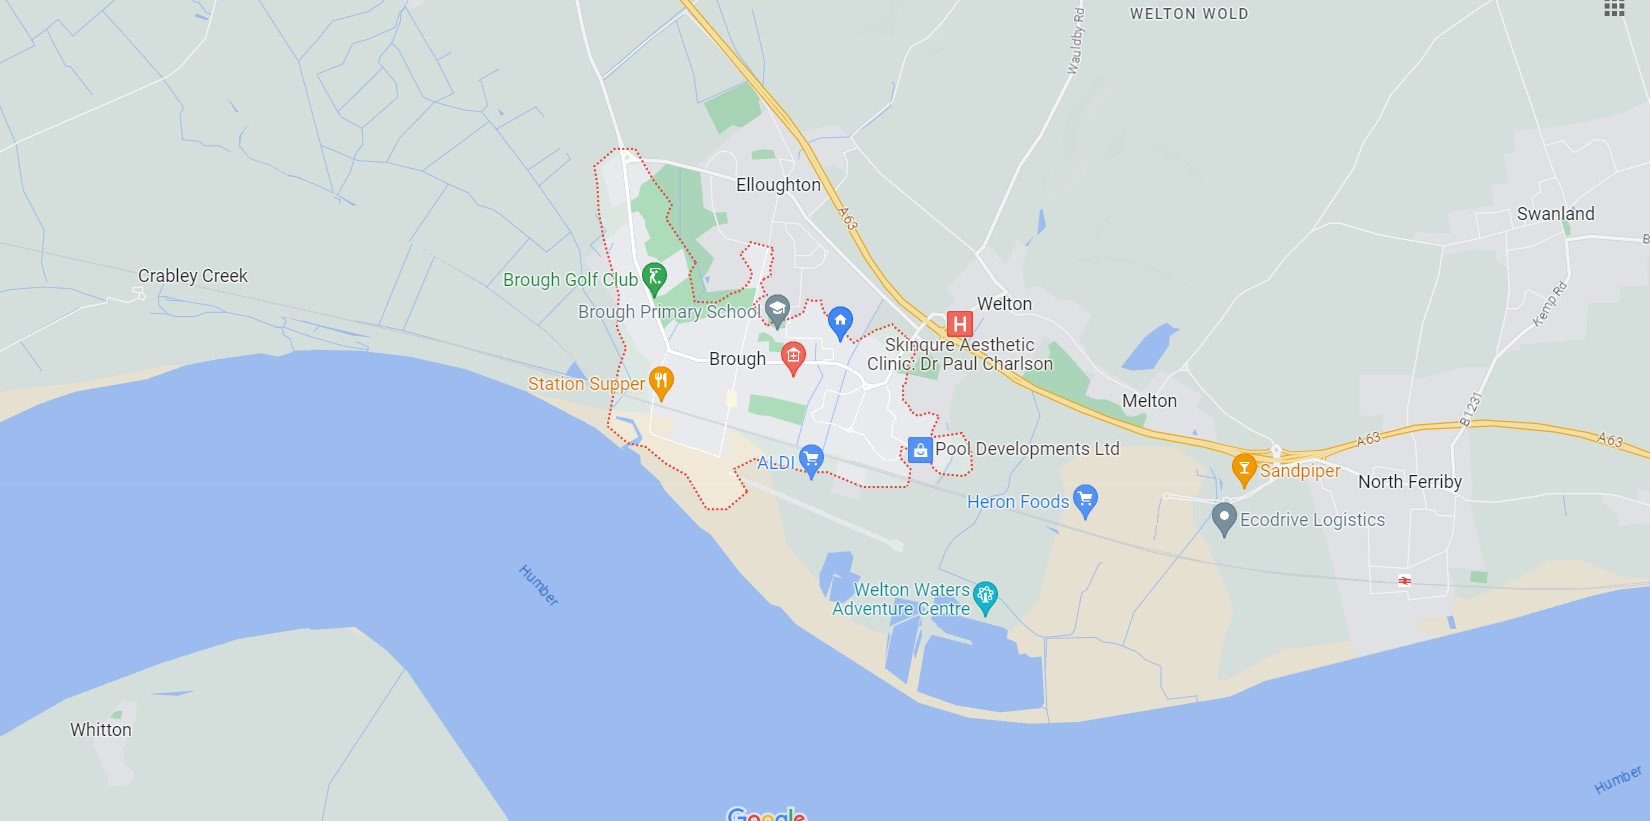 WELTON WOLD
Wauldby Rd
Elloughton
A63
Swanland
B
Crabley Creek
Brough Golf Club
Brough Primary School
Welton
H
Kemp Rd
Skinqure Aesthetic
Clinic: Dr Paul Charlson
Brough
Station Supper
Melton
B1231
A63
A63
Pool Developments Ltd
ALDI
Sandpiper
North Ferriby
Heron Foods
Ecodrive Logistics
Humber
Welton Waters
Adventure Centre
Whitton
Humber
Google